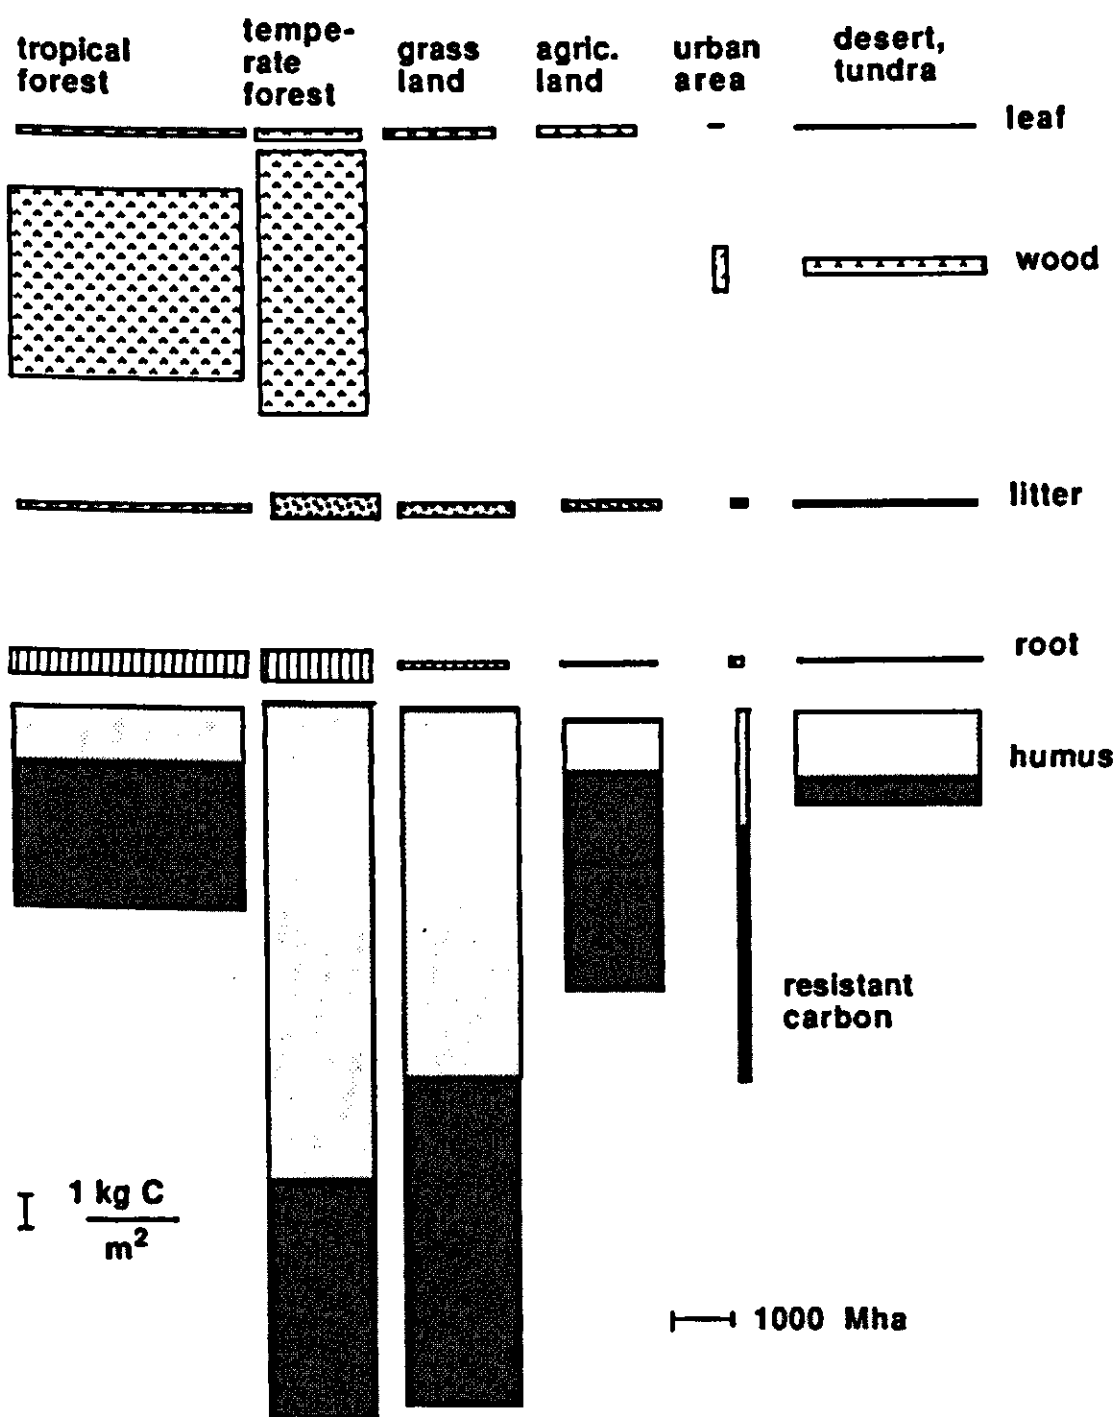 tropical
forest
tempe-
rate
forest
grass
land
agric.
land
urban
area
desert,
tundra
leaf
wood
litter
root
humus
resistant
carbon
1 kg C
m²
1000 Mha